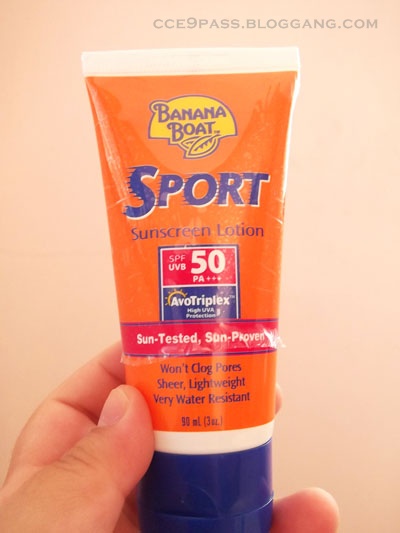 CCE9PASS.BLOGGANG.COM
BANANA
BOAT
SPORT
Sunscreen Lotion
SPF
UVB
50
PA+++
AvoTriplex™
High UVA
Protection
Sun-Tested, Sun-Proven
Won't Clog Pores
Sheer, Lightweight
Very Water Resistant
90 ml. (3oz.)